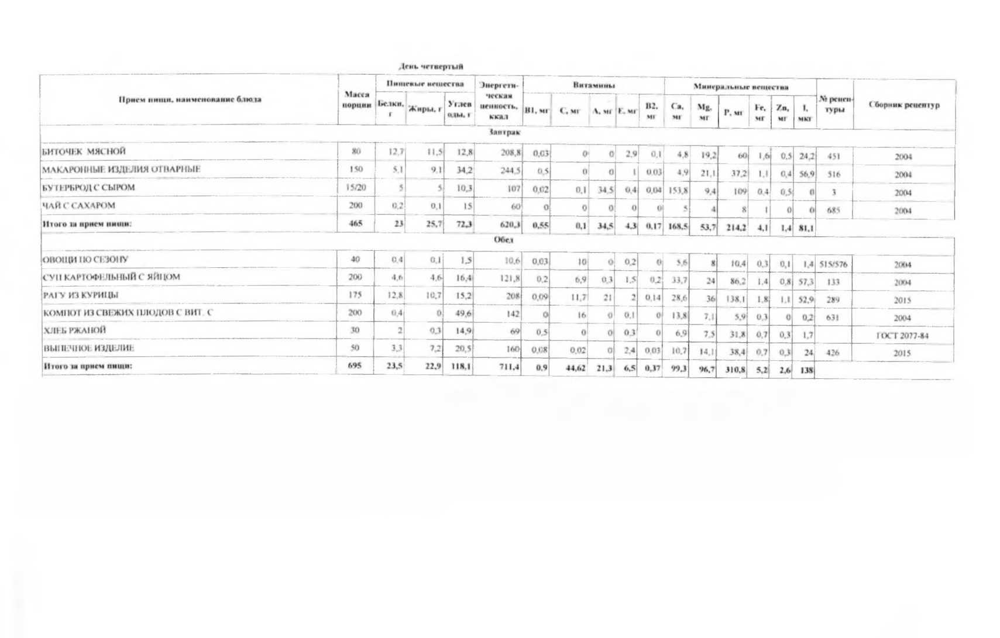 День четвертый
Прием пищи, наименование блюда Масса порции Пищевые вещества Энергети-ческая ценность, ккал Витамины Минеральные вещества № рецеп-туры Сборник рецептур
Белки, г Жиры, г Углев оды, г В1, мг С, мг А, мг Е, мг В2, мг Ca, мг Mg, мг P, мг Fe, мг Zn, мг I, мкг
Завтрак
БИТОЧЕК МЯСНОЙ 80 12,7 11,5 12,8 208,8 0,03 0 0 2,9 0,1 4,8 19,2 60 1,6 0,5 24,2 451 2004
МАКАРОННЫЕ ИЗДЕЛИЯ ОТВАРНЫЕ 150 5,1 9,1 34,2 244,5 0,5 0 0 1 0,03 4,9 21,1 37,2 1,1 0,4 56,9 516 2004
БУТЕРБРОД С СЫРОМ 15/20 5 5 10,3 107 0,02 0,1 34,5 0,4 0,04 153,8 9,4 109 0,4 0,5 0 3 2004
ЧАЙ С САХАРОМ 200 0,2 0,1 15 60 0 0 0 0 0 5 4 8 1 0 0 685 2004
Итого за прием пищи: 465 23 25,7 72,3 620,3 0,55 0,1 34,5 4,3 0,17 168,5 53,7 214,2 4,1 1,4 81,1
Обед
ОВОЩИ ПО СЕЗОНУ 40 0,4 0,1 1,5 10,6 0,03 10 0 0,2 0 5,6 8 10,4 0,3 0,1 1,4 515/576 2004
СУП КАРТОФЕЛЬНЫЙ С ЯЙЦОМ 200 4,6 4,6 16,4 121,8 0,2 6,9 0,3 1,5 0,2 33,7 24 86,2 1,4 0,8 57,3 133 2004
РАГУ ИЗ КУРИЦЫ 175 12,8 10,7 15,2 208 0,09 11,7 21 2 0,14 28,6 36 138,1 1,8 1,1 52,9 289 2015
КОМПОТ ИЗ СВЕЖИХ ПЛОДОВ С ВИТ. С 200 0,4 0 49,6 142 0 16 0 0,1 0 13,8 7,1 5,9 0,3 0 0,2 631 2004
ХЛЕБ РЖАНОЙ 30 2 0,3 14,9 69 0,5 0 0 0,3 0 6,9 7,5 31,8 0,7 0,3 1,7 ГОСТ 2077-84
ВЫПЕЧНОЕ ИЗДЕЛИЕ 50 3,3 7,2 20,5 160 0,08 0,02 0 2,4 0,03 10,7 14,1 38,4 0,7 0,3 24 426 2015
Итого за прием пищи: 695 23,5 22,9 118,1 711,4 0,9 44,62 21,3 6,5 0,37 99,3 96,7 310,8 5,2 2,6 138